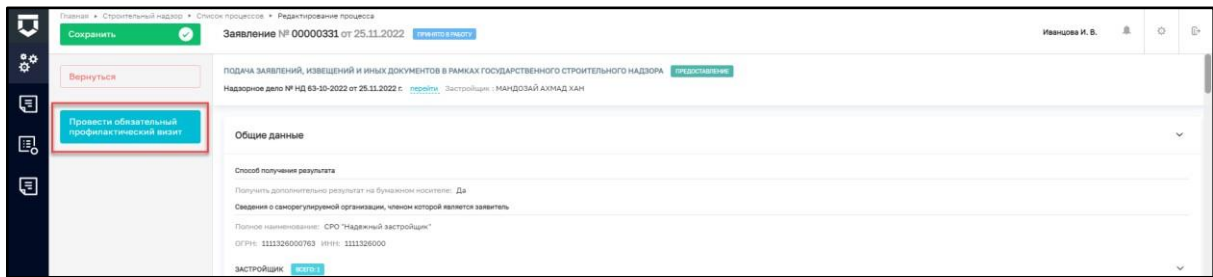 Главная • Строительный надзор • Список процессов • Редактирование процесса
Сохранить
Заявление № 00000331 от 25.11.2022 ПРИНЯТО В РАБОТУ
Иванцова И. В.
Вернуться
ПОДАЧА ЗАЯВЛЕНИЙ, ИЗВЕЩЕНИЙ И ИНЫХ ДОКУМЕНТОВ В РАМКАХ ГОСУДАРСТВЕННОГО СТРОИТЕЛЬНОГО НАДЗОРА ПРЕДОСТАВЛЕНИЕ
Надзорное дело № НД 63-10-2022 от 25.11.2022 г. перейти Застройщик : МАНДОЗАЙ АХМАД ХАН
Провести обязательный
профилактический визит
Общие данные
Способ получения результата
Получить дополнительно результат на бумажном носителе: Да
Сведения о саморегулируемой организации, членом которой является заявитель
Полное наименование: СРО "Надежный застройщик"
ОГРН: 1111326000763 ИНН: 1111326000
ЗАСТРОЙЩИК ВСЕГО: 1